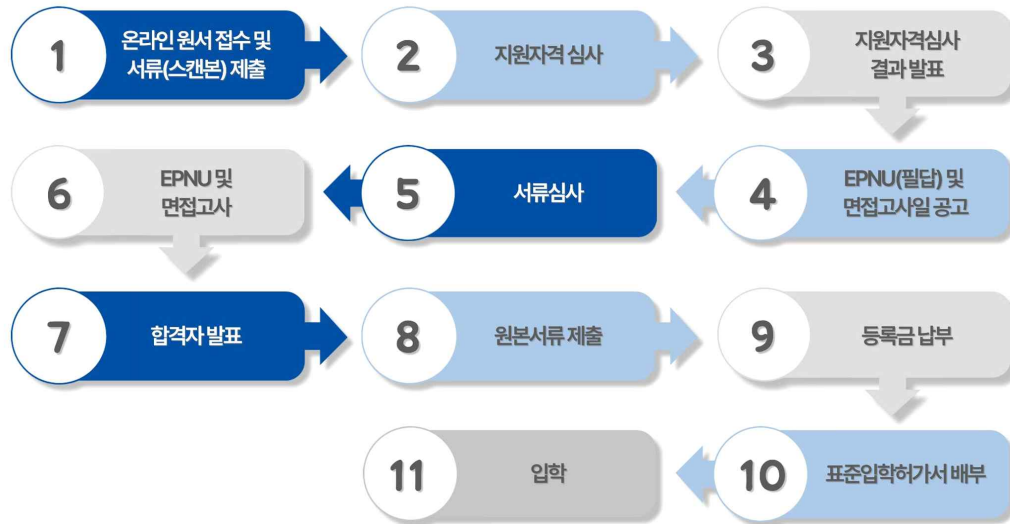 1
온라인 원서 접수 및
서류(스캔본) 제출
2
지원자격 심사
3
지원자격심사
결과 발표
4
EPNU(필답) 및
면접고사일 공고
5
서류심사
6
EPNU 및
면접고사
7
합격자 발표
8
원본서류 제출
9
등록금 납부
10
표준입학허가서 배부
11
입학